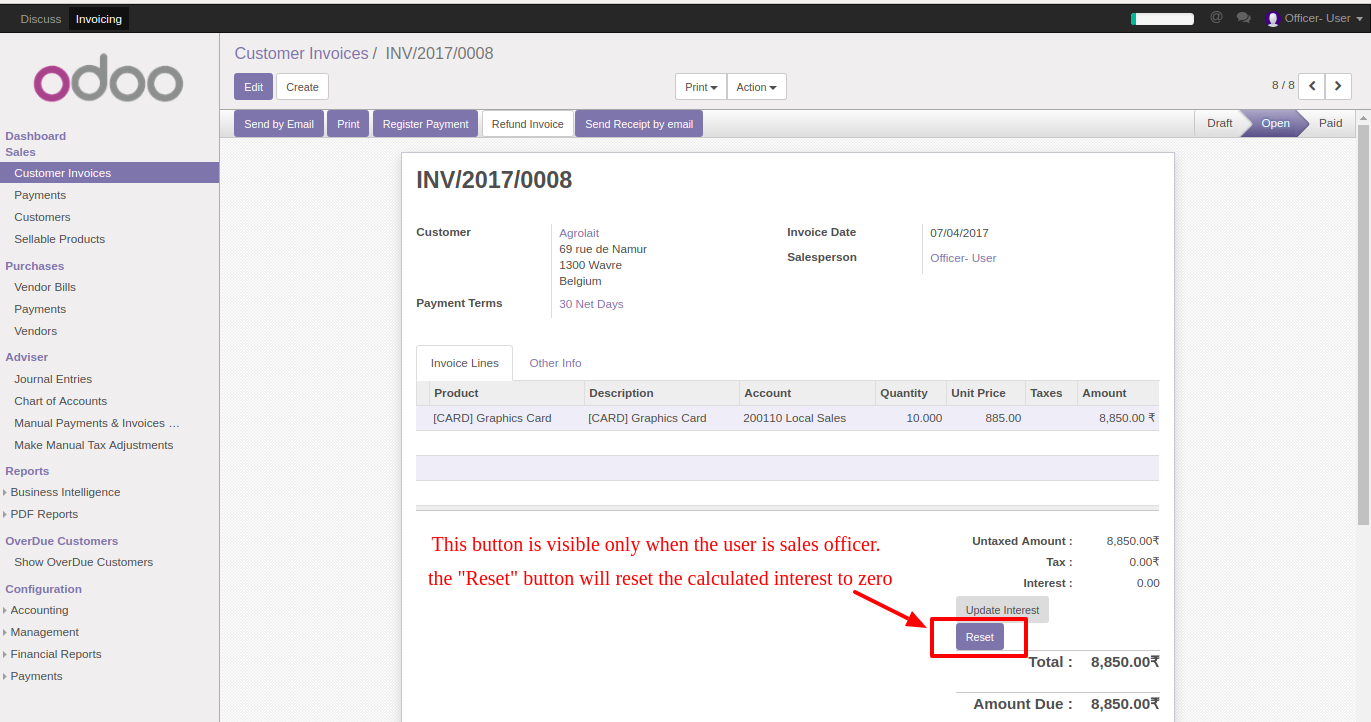 Discuss Invoicing @ Officer- User
odoo
Dashboard
Sales
Customer Invoices
Payments
Customers
Sellable Products
Purchases
Vendor Bills
Payments
Vendors
Adviser
Journal Entries
Chart of Accounts
Manual Payments & Invoices …
Make Manual Tax Adjustments
Reports
Business Intelligence
PDF Reports
OverDue Customers
Show OverDue Customers
Configuration
Accounting
Management
Financial Reports
Payments
Customer Invoices / INV/2017/0008
Edit Create Print Action 8 / 8
Send by Email Print Register Payment Refund Invoice Send Receipt by email Draft Open Paid
INV/2017/0008
Customer Agrolait
69 rue de Namur
1300 Wavre
Belgium
Payment Terms 30 Net Days
Invoice Date 07/04/2017
Salesperson Officer- User
Invoice Lines Other Info
Product Description Account Quantity Unit Price Taxes Amount
[CARD] Graphics Card [CARD] Graphics Card 200110 Local Sales 10.000 885.00 8,850.00 ₹
This button is visible only when the user is sales officer.
the "Reset" button will reset the calculated interest to zero
Untaxed Amount : 8,850.00₹
Tax : 0.00₹
Interest : 0.00
Update Interest
Reset
Total : 8,850.00₹
Amount Due : 8,850.00₹